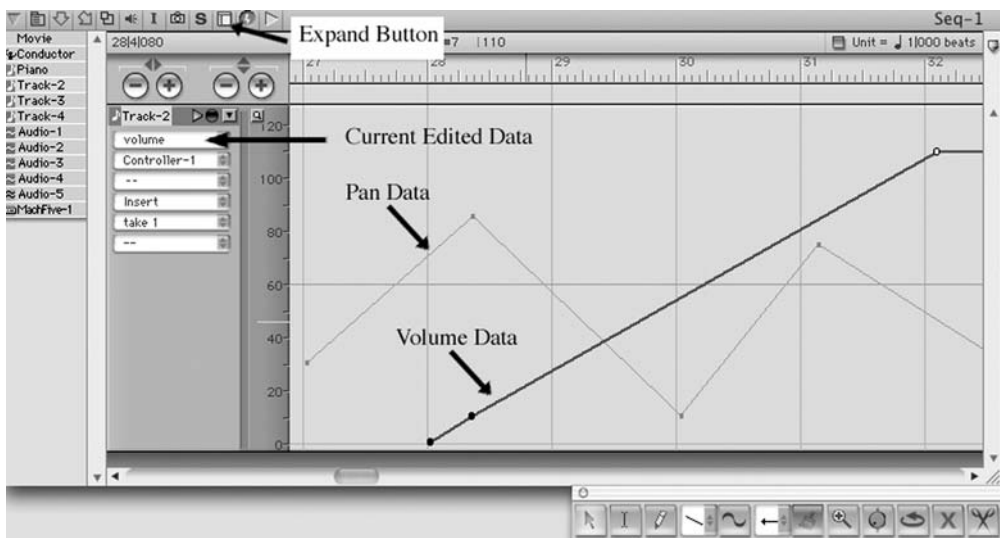 S
Seq-1
Expand Button
Movie
28|4|080
=7 |110
Unit = 1|000 beats
Conductor
Piano
Track-2
Track-3
Track-4
Audio-1
Audio-2
Audio-3
Audio-4
Audio-5
MachFive-1
27 28 29 30 31 32
Track-2
volume
Controller-1
--
Insert
take 1
--
120
100
80
60
40
20
0
Current Edited Data
Pan Data
Volume Data